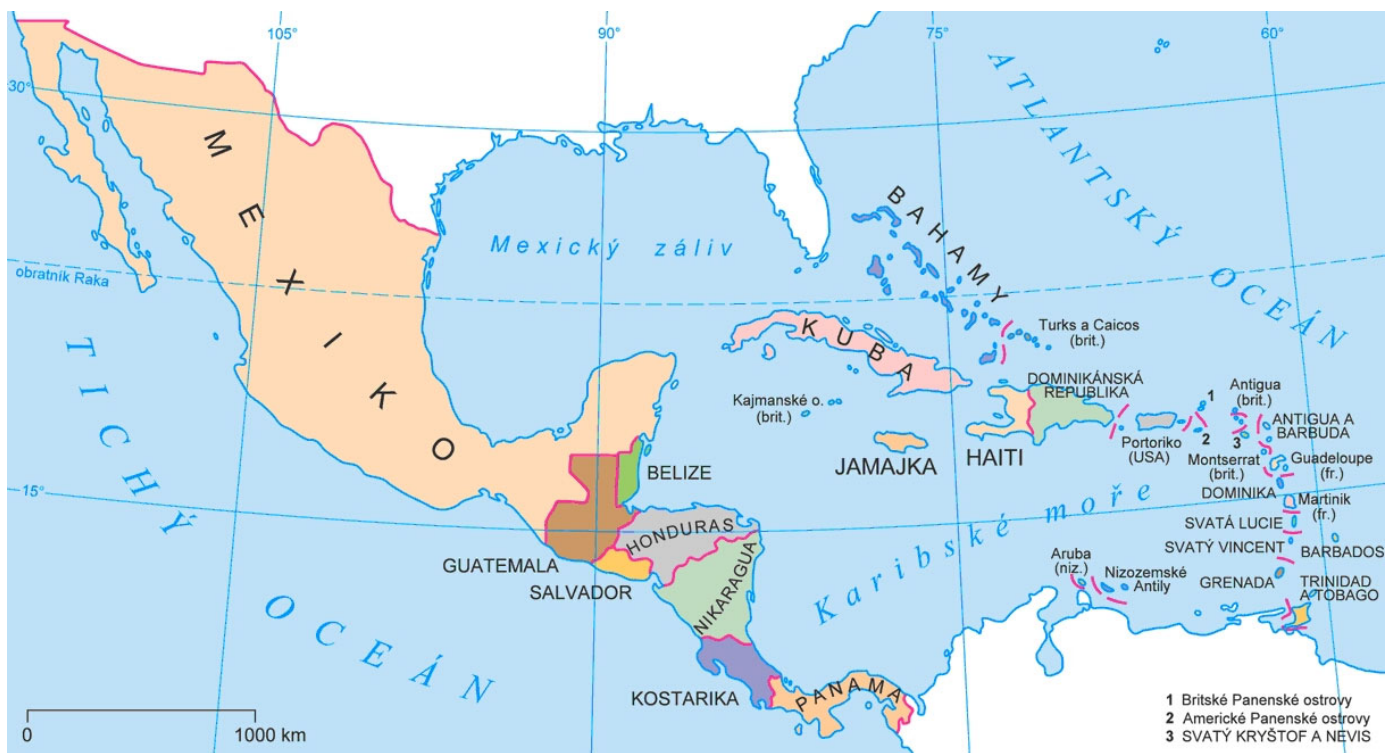 105°
90°
75°
60°
30°
15°
MEXIKO
obratník Raka
Mexický záliv
ATLANTSKÝ OCEÁN
TICHÝ OCEÁN
BAHAMY
KUBA
Turks a Caicos
(brit.)
Kajmanské o.
(brit.)
DOMINIKÁNSKÁ
REPUBLIKA
JAMAJKA
HAITI
Portoriko
(USA)
1
2
3
Antigua
(brit.)
ANTIGUA A
BARBUDA
Montserrat
(brit.)
Guadeloupe
(fr.)
DOMINIKA
Martinik
(fr.)
SVATÁ LUCIE
SVATÝ VINCENT
BARBADOS
GRENADA
TRINIDAD
A TOBAGO
Aruba
(niz.)
Nizozemské
Antily
Karibské moře
BELIZE
GUATEMALA
HONDURAS
SALVADOR
NIKARAGUA
KOSTARIKA
PANAMA
0 1000 km
1 Britské Panenské ostrovy
2 Americké Panenské ostrovy
3 SVATÝ KRYŠTOF A NEVIS